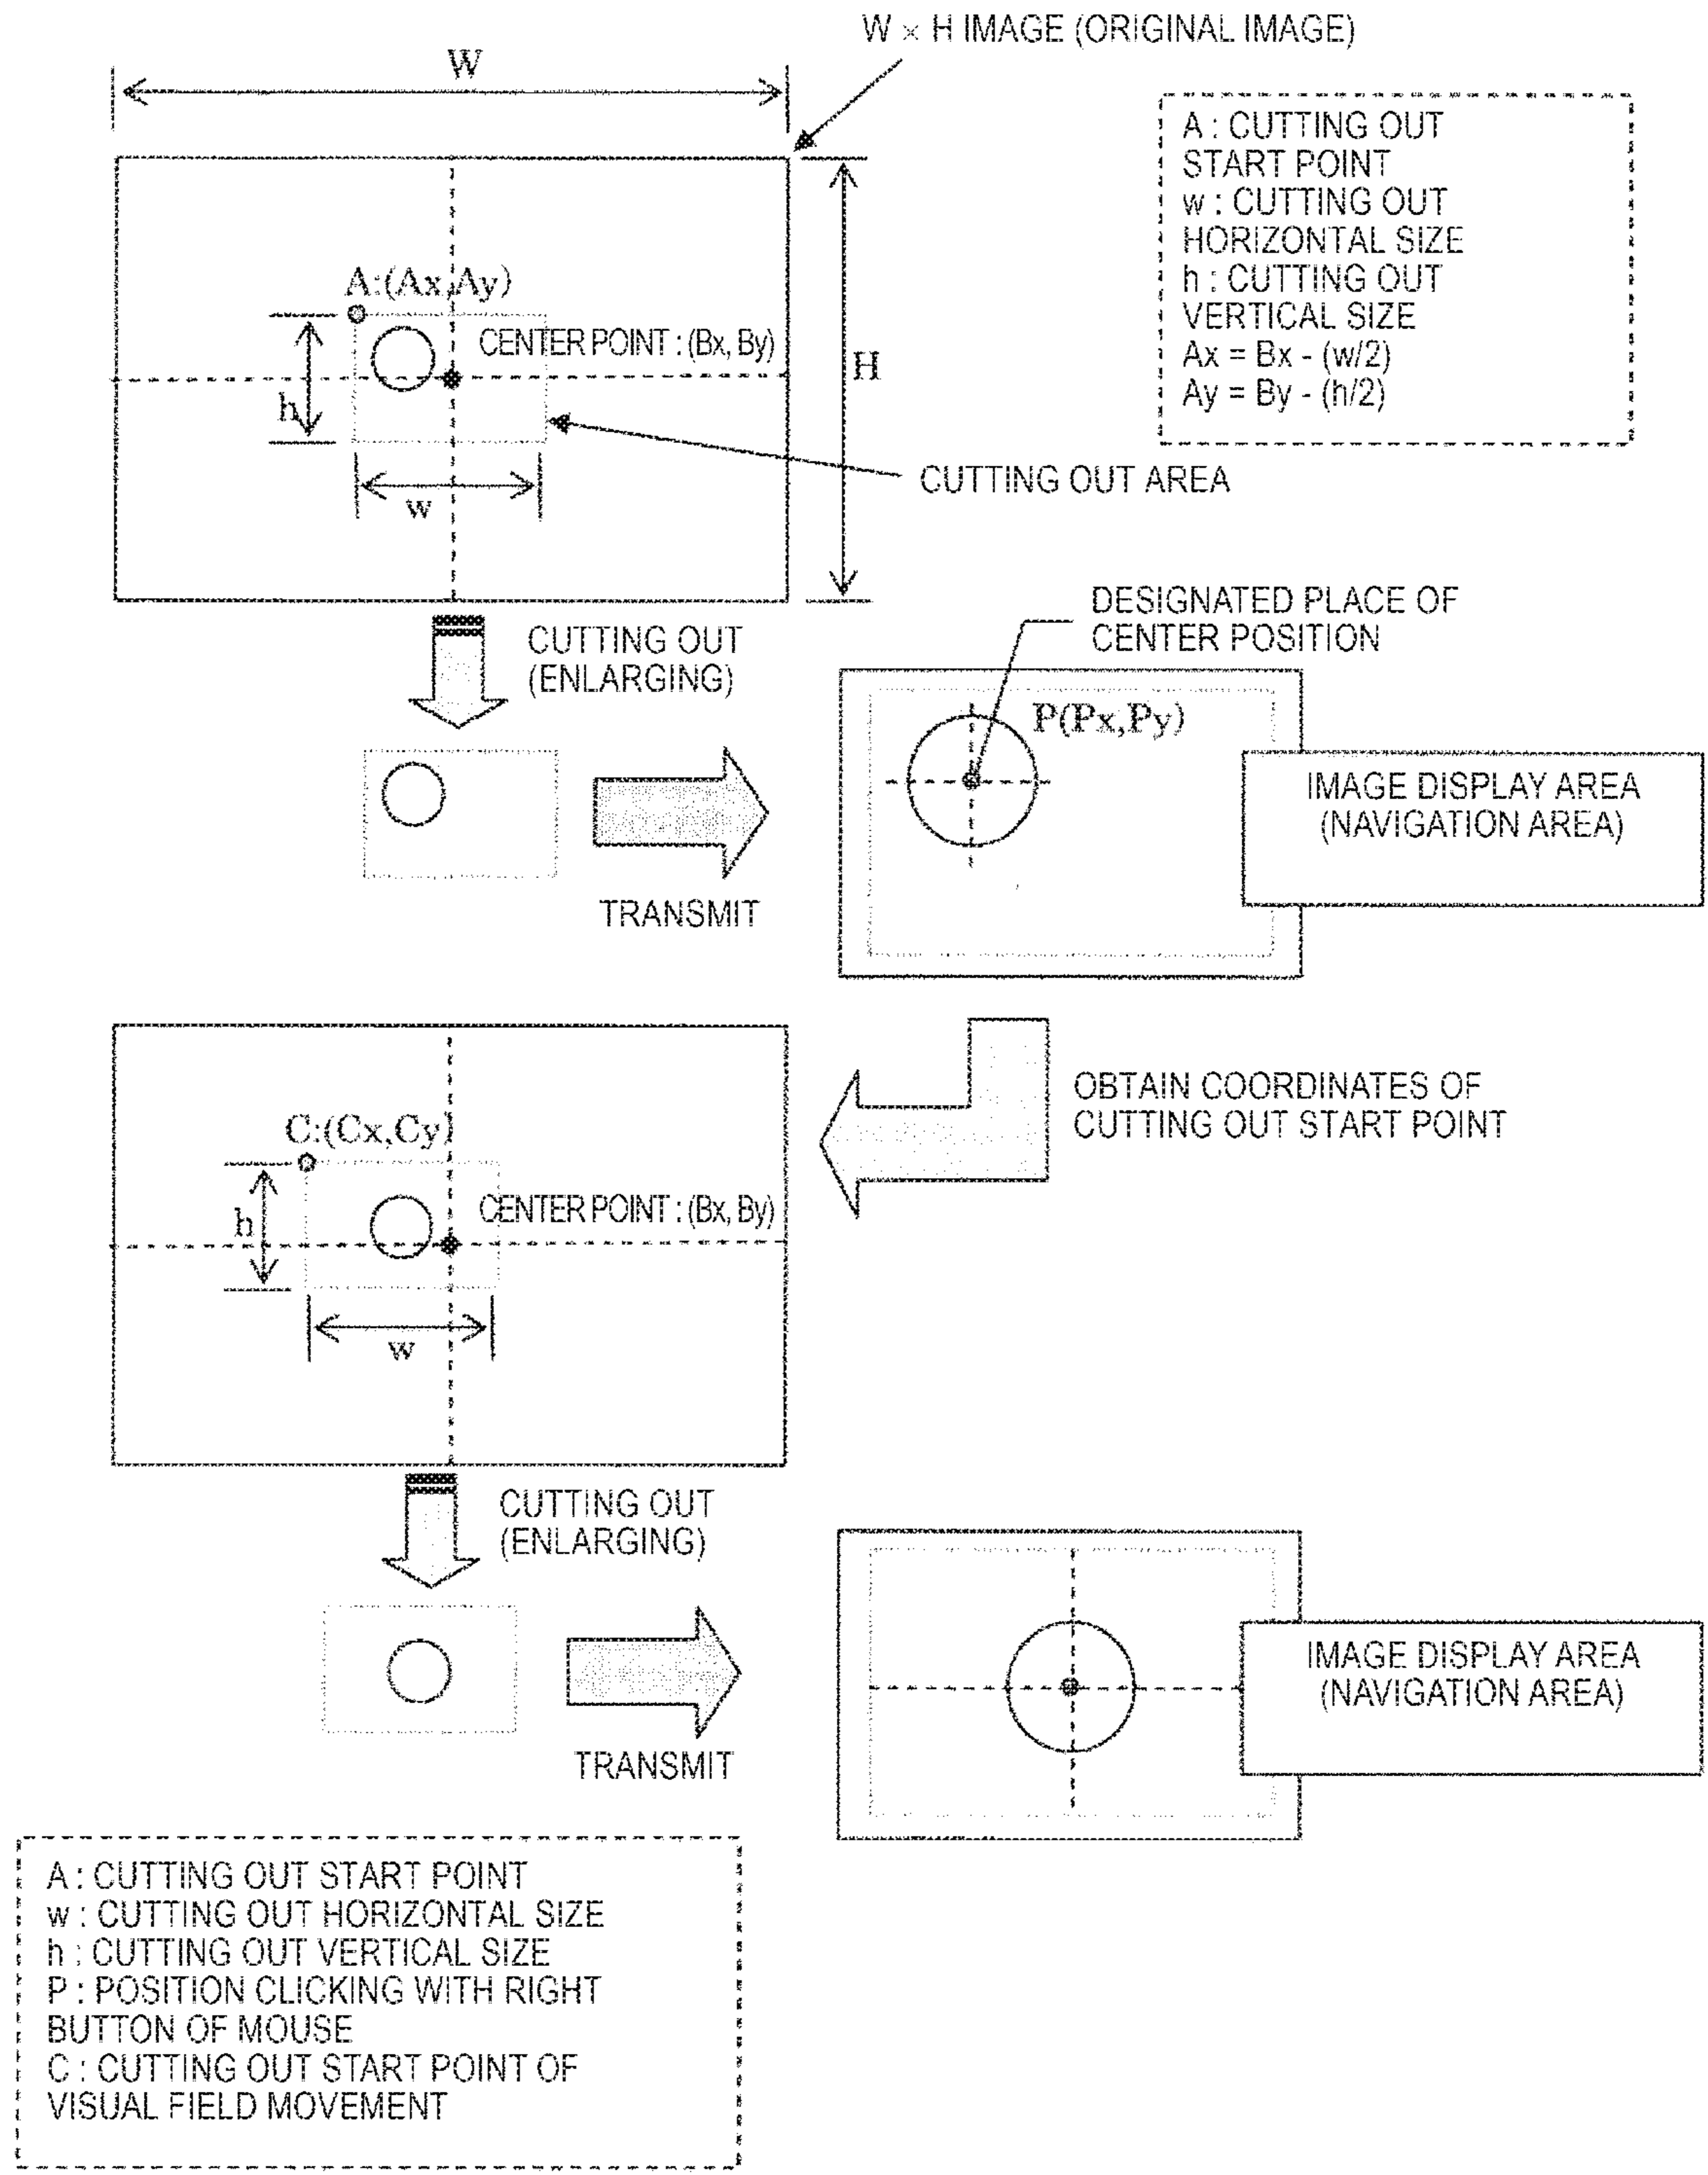 W × H IMAGE (ORIGINAL IMAGE)
W
A : CUTTING OUT
START POINT
w : CUTTING OUT
HORIZONTAL SIZE
h : CUTTING OUT
VERTICAL SIZE
Ax = Bx - (w/2)
Ay = By - (h/2)
A:(Ax,Ay)
CENTER POINT : (Bx, By)
H
h
w
CUTTING OUT AREA
CUTTING OUT
(ENLARGING)
DESIGNATED PLACE OF
CENTER POSITION
P(Px,Py)
IMAGE DISPLAY AREA
(NAVIGATION AREA)
TRANSMIT
OBTAIN COORDINATES OF
CUTTING OUT START POINT
C:(Cx,Cy)
CENTER POINT : (Bx, By)
h
w
CUTTING OUT
(ENLARGING)
IMAGE DISPLAY AREA
(NAVIGATION AREA)
TRANSMIT
A : CUTTING OUT START POINT
w : CUTTING OUT HORIZONTAL SIZE
h : CUTTING OUT VERTICAL SIZE
P : POSITION CLICKING WITH RIGHT
BUTTON OF MOUSE
C : CUTTING OUT START POINT OF
VISUAL FIELD MOVEMENT